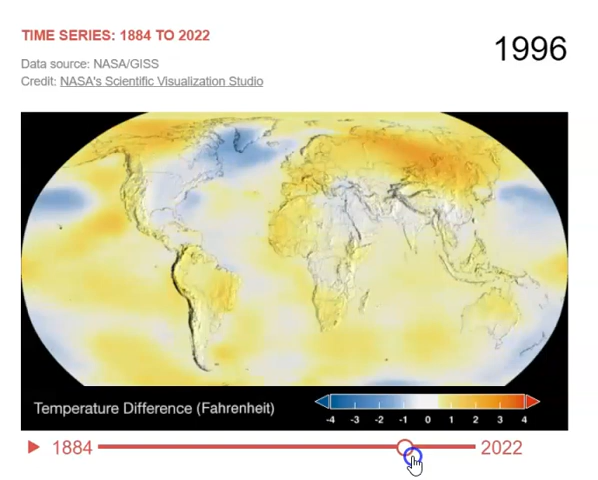 TIME SERIES: 1884 TO 2022
1996
Data source: NASA/GISS
Credit: NASA's Scientific Visualization Studio
Temperature Difference (Fahrenheit)
-4 -3 -2 -1 0 1 2 3 4
1884 2022